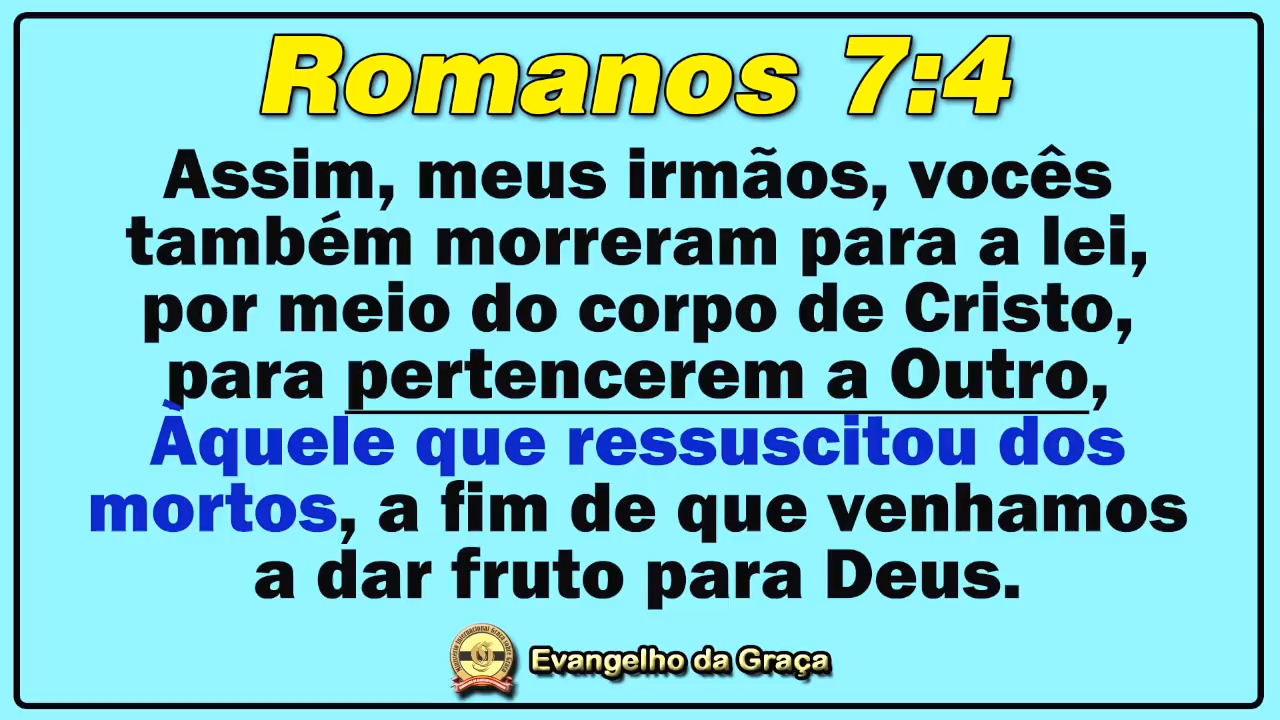 Romanos 7:4
Assim, meus irmãos, vocês
também morreram para a lei,
por meio do corpo de Cristo,
para pertencerem a Outro,
Àquele que ressuscitou dos
mortos, a fim de que venhamos
a dar fruto para Deus.
Evangelho da Graça